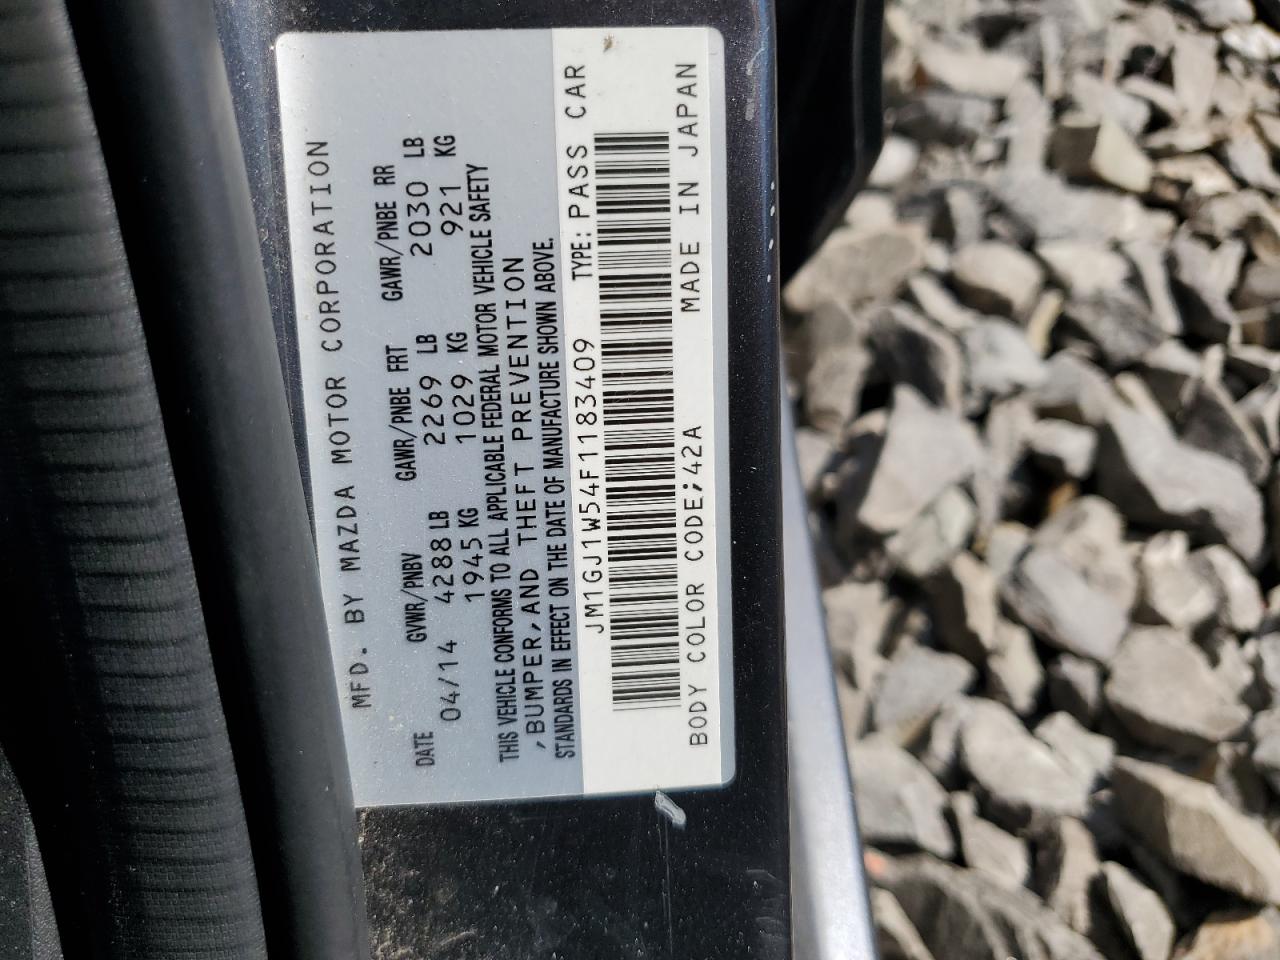 MFD. BY MAZDA MOTOR CORPORATION
DATE GVWR/PNBV GAWR/PNBE FRT GAWR/PNBE RR
04/14 4288 LB 2269 LB 2030 LB
1945 KG 1029 KG 921 KG
THIS VEHICLE CONFORMS TO ALL APPLICABLE FEDERAL MOTOR VEHICLE SAFETY
,BUMPER,AND THEFT PREVENTION
STANDARDS IN EFFECT ON THE DATE OF MANUFACTURE SHOWN ABOVE.
JM1GJ1W54F1183409 TYPE: PASS CAR
BODY COLOR CODE;42A MADE IN JAPAN